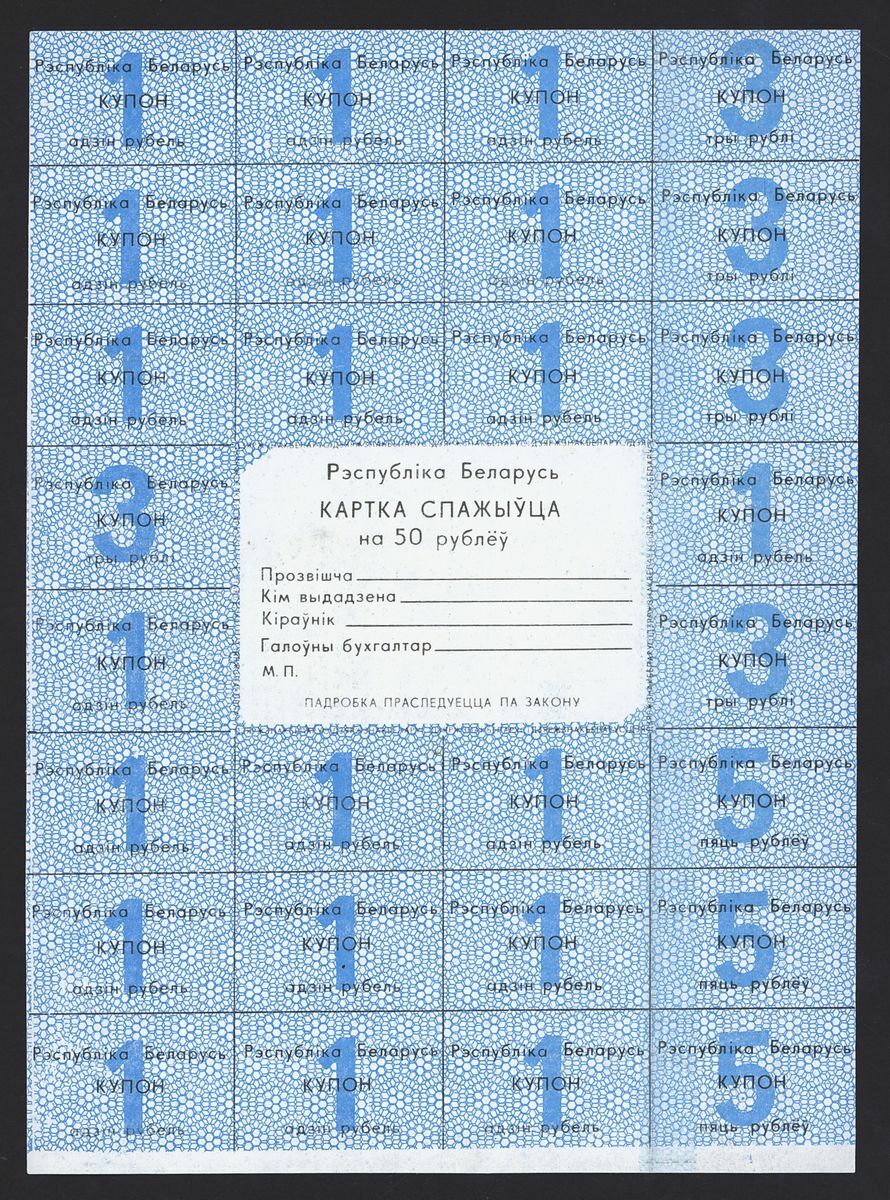 Рэспубліка Беларусь
1
КУПОН
адзін рубель
Рэспубліка Беларусь
1
КУПОН
адзін рубель
Рэспубліка Беларусь
1
КУПОН
адзін рубель
Рэспубліка Беларусь
3
КУПОН
тры рублі
Рэспубліка Беларусь
1
КУПОН
адзін рубель
Рэспубліка Беларусь
1
КУПОН
адзін рубель
Рэспубліка Беларусь
1
КУПОН
адзін рубель
Рэспубліка Беларусь
3
КУПОН
тры рублі
Рэспубліка Беларусь
1
КУПОН
адзін рубель
Рэспубліка Беларусь
1
КУПОН
адзін рубель
Рэспубліка Беларусь
1
КУПОН
адзін рубель
Рэспубліка Беларусь
3
КУПОН
тры рублі
Рэспубліка Беларусь
3
КУПОН
тры рублі
Рэспубліка Беларусь
КАРТКА СПАЖЫЎЦА
на 50 рублёў
Прозвішча
Кім выдадзена
Кіраўнік
Галоўны бухгалтар
М. П.
ПАДРОБКА ПРАСЛЕДУЕЦЦА ПА ЗАКОНУ
Рэспубліка Беларусь
1
КУПОН
адзін рубель
Рэспубліка Беларусь
1
КУПОН
адзін рубель
Рэспубліка Беларусь
3
КУПОН
тры рублі
Рэспубліка Беларусь
1
КУПОН
адзін рубель
Рэспубліка Беларусь
1
КУПОН
адзін рубель
Рэспубліка Беларусь
1
КУПОН
адзін рубель
Рэспубліка Беларусь
5
КУПОН
пяць рублёў
Рэспубліка Беларусь
1
КУПОН
адзін рубель
Рэспубліка Беларусь
1
КУПОН
адзін рубель
Рэспубліка Беларусь
1
КУПОН
адзін рубель
Рэспубліка Беларусь
5
КУПОН
пяць рублёў
Рэспубліка Беларусь
1
КУПОН
адзін рубель
Рэспубліка Беларусь
1
КУПОН
адзін рубель
Рэспубліка Беларусь
1
КУПОН
адзін рубель
Рэспубліка Беларусь
5
КУПОН
пяць рублёў